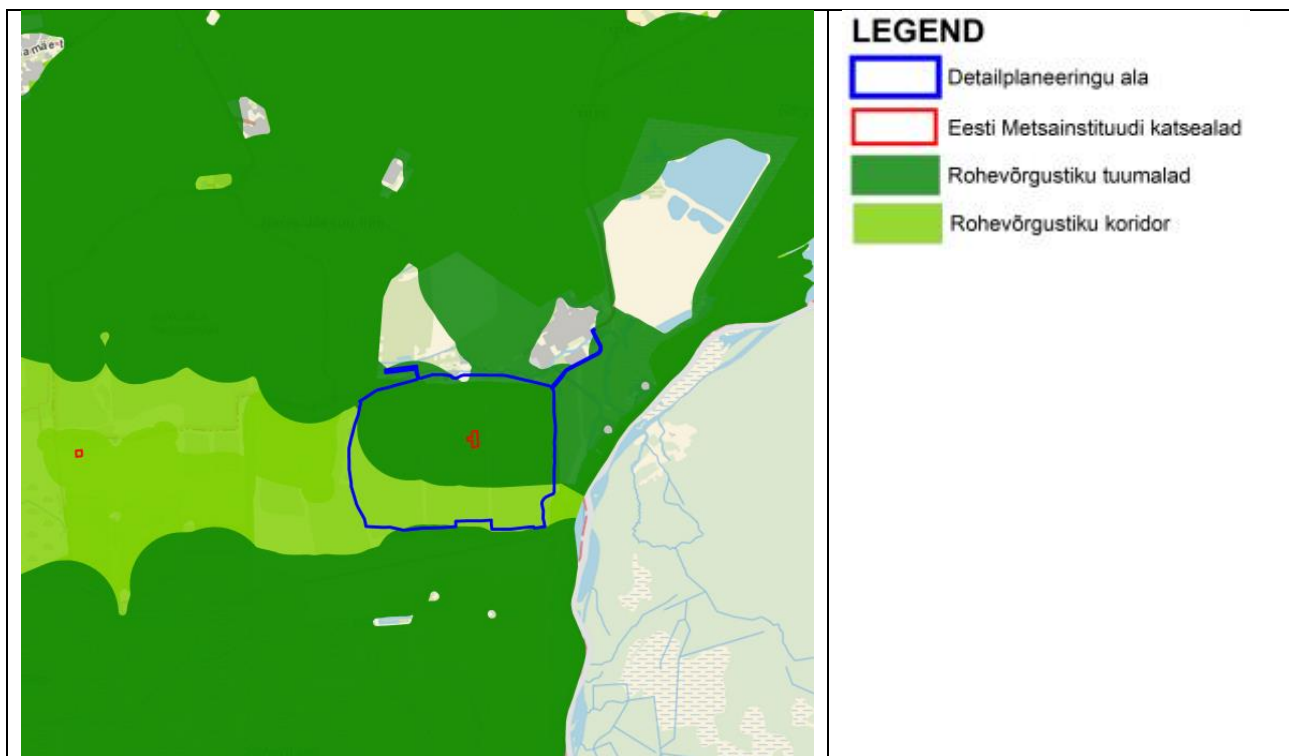 LEGEND
Detailplaneeringu ala
Eesti Metsainstituudi katsealad
Rohevõrgustiku tuumalad
Rohevõrgustiku koridor